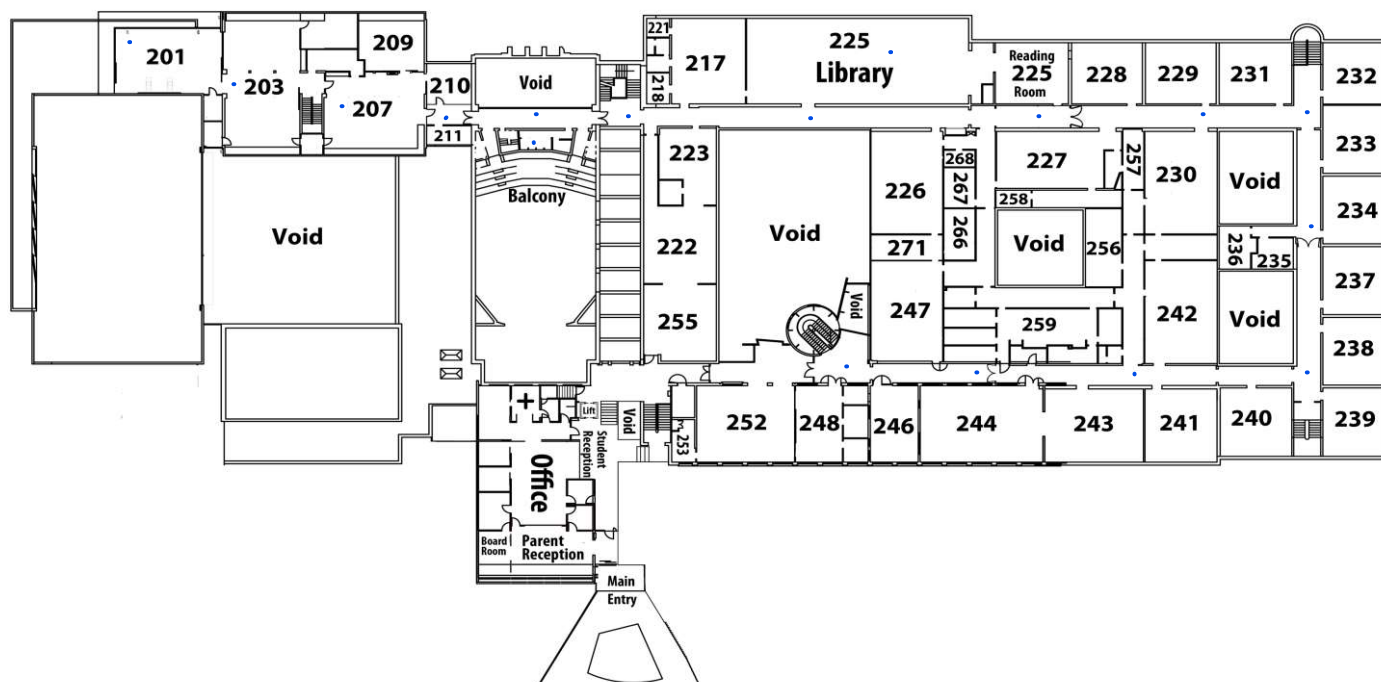 201
203
209
207
210
211
Void
221
218
217
225
Library
Reading
225
Room
228
229
231
232
233
234
237
238
239
Void
Balcony
223
222
255
Void
Void
226
271
247
268
267
266
227
258
Void
256
257
230
242
259
Void
236
235
Void
252
248
246
244
243
241
240
253
+
Lift
Void
Student
Reception
Office
Board
Room
Parent
Reception
Main
Entry